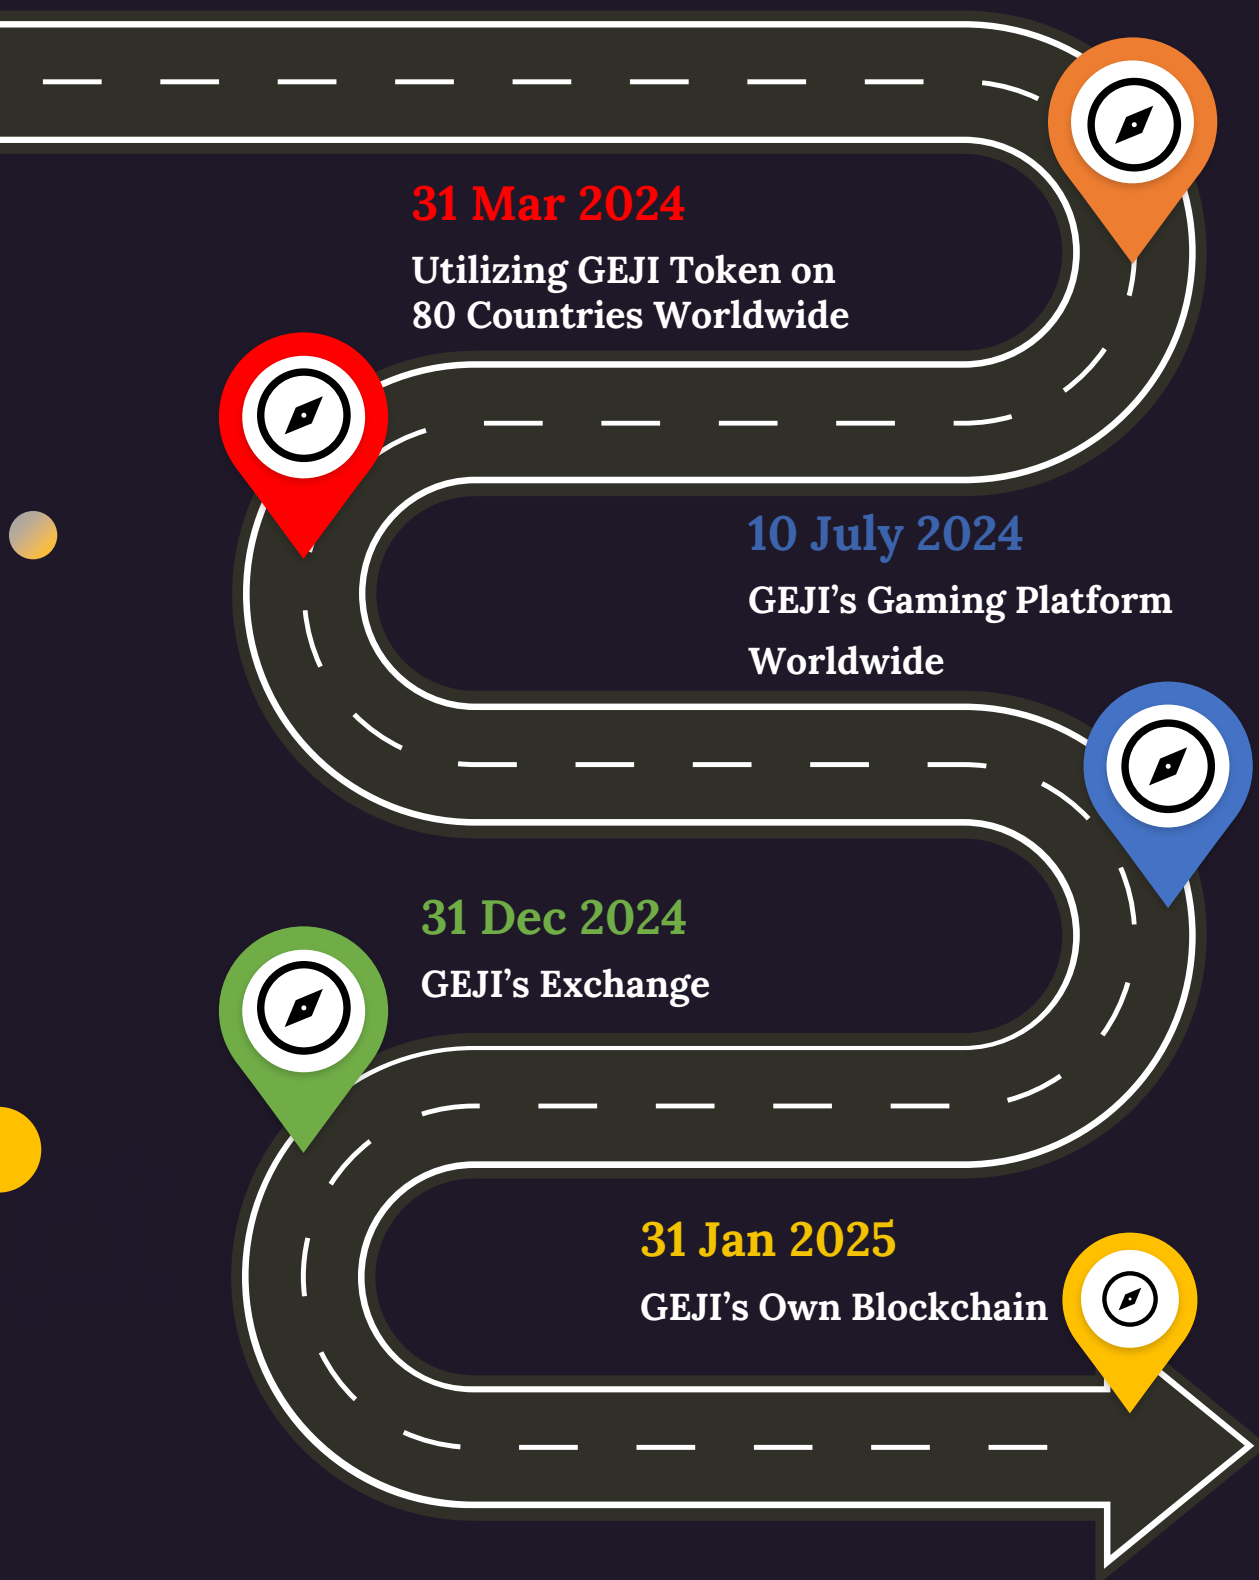 31 Mar 2024
Utilizing GEJI Token on
80 Countries Worldwide
10 July 2024
GEJI’s Gaming Platform
Worldwide
31 Dec 2024
GEJI’s Exchange
31 Jan 2025
GEJI’s Own Blockchain